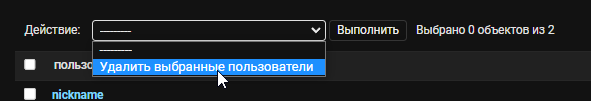 Действие: --------- Выполнить Выбрано 0 объектов из 2
---------
Удалить выбранные пользователи
nickname